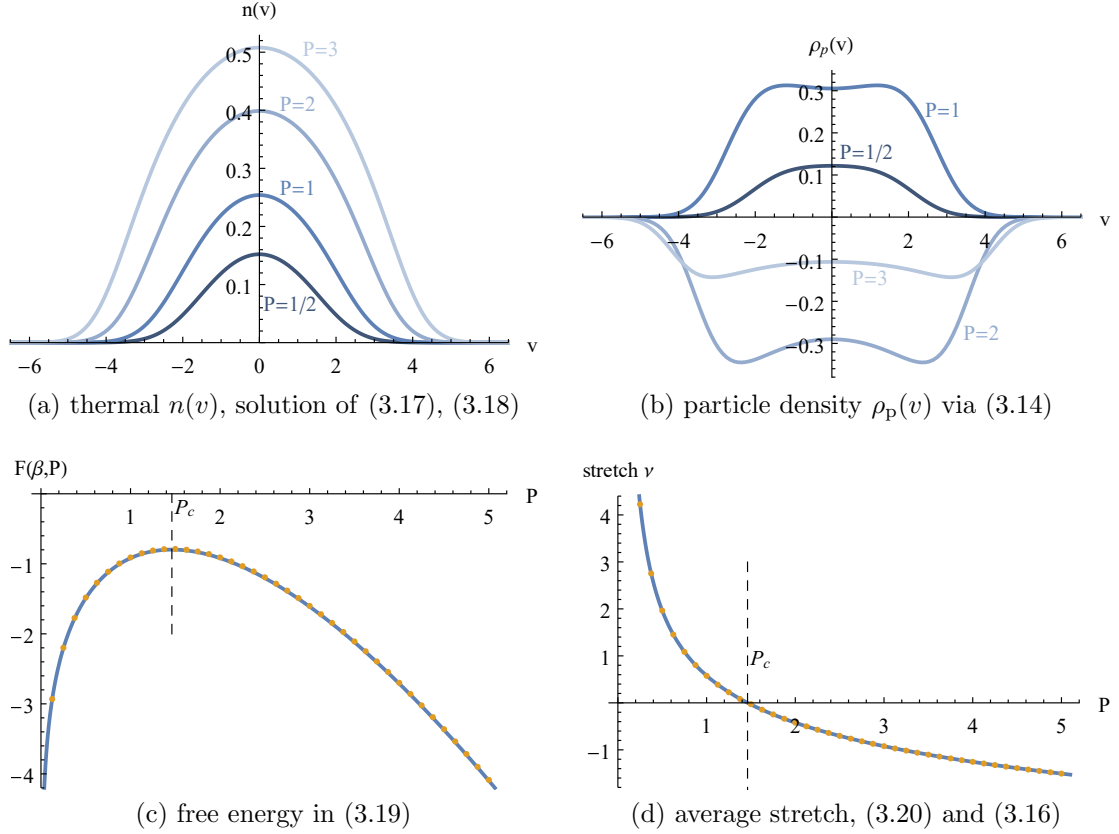 n(v)
0.5
P=3
0.4
P=2
0.3
P=1
0.2
0.1
P=1/2
v
-6 -4 -2 0 2 4 6
(a) thermal n(v), solution of (3.17), (3.18)
ρp(v)
0.3
P=1
P=1/2
0.1
-6 -4 -2 2 4 6 v
-0.1
P=3
-0.2
P=2
-0.3
(b) particle density ρp(v) via (3.14)
F(β,P)
P
Pc
1 2 3 4 5
-1
-2
-3
-4
(c) free energy in (3.19)
stretch ν
4
3
2
1
Pc
P
1 2 3 4 5
-1
(d) average stretch, (3.20) and (3.16)